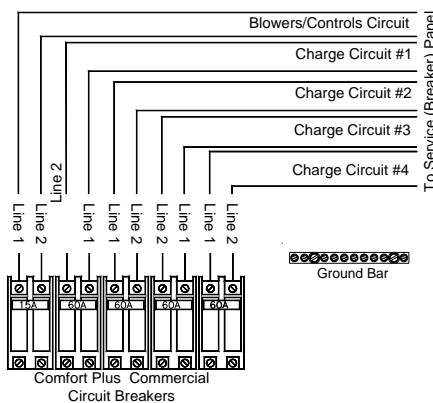 Blowers/Controls Circuit
Charge Circuit #1
Charge Circuit #2
Charge Circuit #3
Charge Circuit #4
To Service (Breaker) Panel
Line 1
Line 2
Line 2
Line 1
Line 1
Line 2
Line 2
Line 1
Line 1
Line 2
Ground Bar
15A
60A
60A
60A
60A
Comfort Plus Commercial
Circuit Breakers